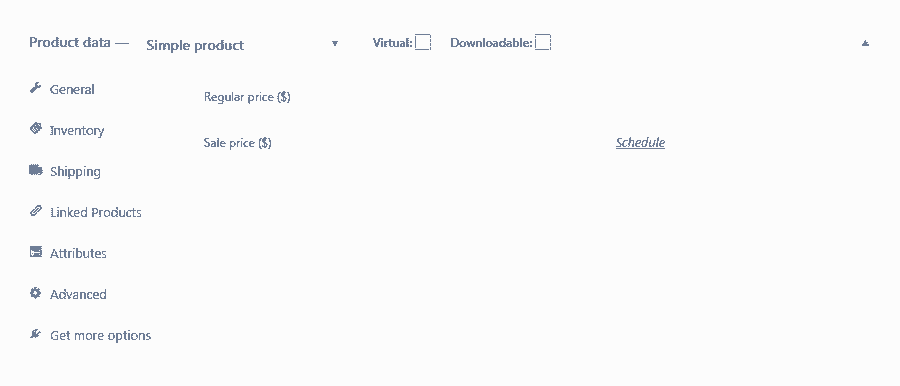 Product data — Simple product Virtual: Downloadable:
General
Regular price ($)
Inventory
Sale price ($) Schedule
Shipping
Linked Products
Attributes
Advanced
Get more options